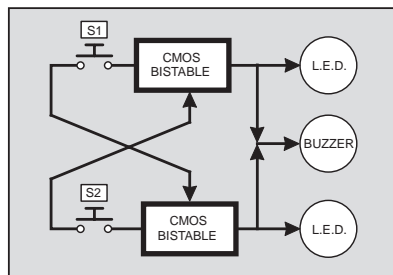 S1
CMOS
BISTABLE
L.E.D.
BUZZER
S2
CMOS
BISTABLE
L.E.D.